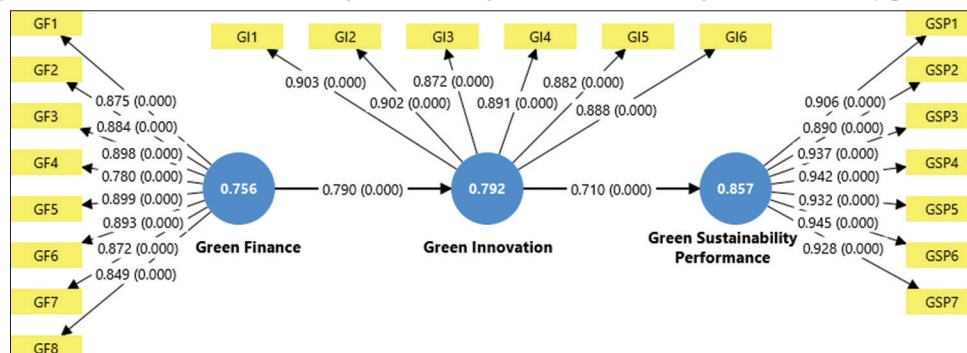 GF1
GF2
GF3
GF4
GF5
GF6
GF7
GF8
0.875 (0.000)
0.884 (0.000)
0.898 (0.000)
0.780 (0.000)
0.899 (0.000)
0.893 (0.000)
0.872 (0.000)
0.849 (0.000)
0.756
Green Finance
0.790 (0.000)
GI1
GI2
GI3
GI4
GI5
GI6
0.903 (0.000)
0.902 (0.000)
0.872 (0.000)
0.891 (0.000)
0.882 (0.000)
0.888 (0.000)
0.792
Green Innovation
0.710 (0.000)
0.857
Green Sustainability
Performance
0.906 (0.000)
0.890 (0.000)
0.937 (0.000)
0.942 (0.000)
0.932 (0.000)
0.945 (0.000)
0.928 (0.000)
GSP1
GSP2
GSP3
GSP4
GSP5
GSP6
GSP7